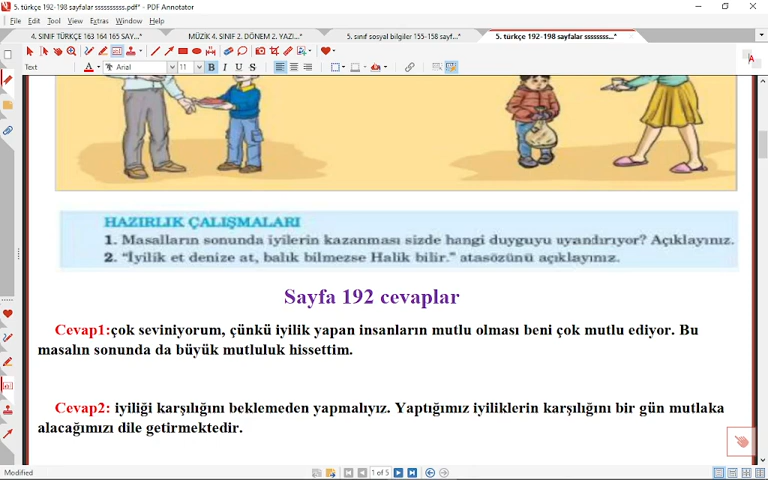 5. türkçe 192-198 sayfalar ssssssssss.pdf* - PDF Annotator
File Edit Tool View Extras Window Help
4. SINIF TÜRKÇE 163 164 165 SAY...* MÜZİK 4. SINIF 2. DÖNEM 2. YAZI...* 5. sınıf sosyal bilgiler 155-158 sayf...* 5. türkçe 192-198 sayfalar ssssssss...*
Text A Arial 11 B I U S
HAZIRLIK ÇALIŞMALARI
1. Masalların sonunda iyilerin kazanması sizde hangi duyguyu uyandırıyor? Açıklayınız.
2. “İyilik et denize at, balık bilmezse Halik bilir.” atasözünü açıklayınız.
Sayfa 192 cevaplar
Cevap1:çok seviniyorum, çünkü iyilik yapan insanların mutlu olması beni çok mutlu ediyor. Bu
masalın sonunda da büyük mutluluk hissettim.
Cevap2: iyiliği karşılığını beklemeden yapmalıyız. Yaptığımız iyiliklerin karşılığını bir gün mutlaka
alacağımızı dile getirmektedir.
Modified 1 of 5